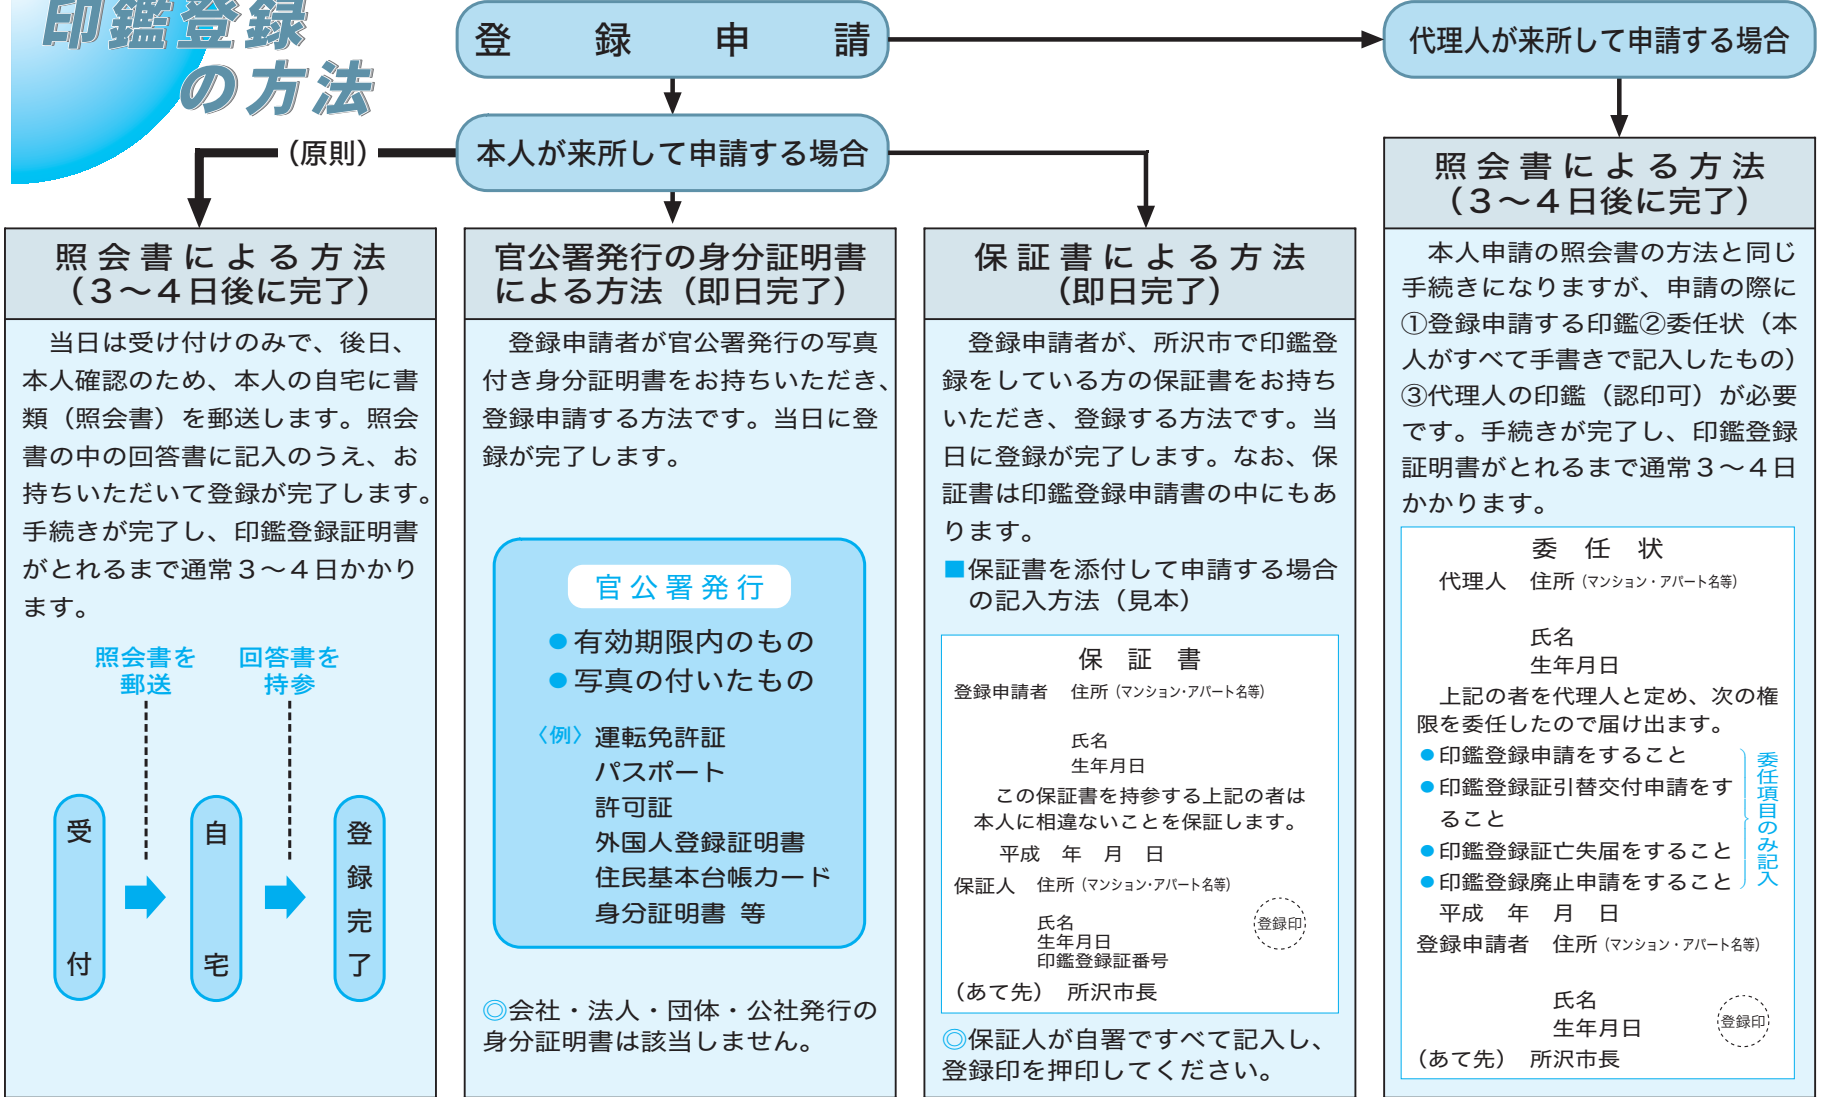 印鑑登録
の方法
登録申請
代理人が来所して申請する場合
本人が来所して申請する場合
（原則）
照会書による方法
（３〜４日後に完了）
当日は受け付けのみで、後日、
本人確認のため、本人の自宅に書
類（照会書）を郵送します。照会
書の中の回答書に記入のうえ、お
持ちいただいて登録が完了します。
手続きが完了し、印鑑登録証明書
がとれるまで通常３〜４日かかり
ます。
照会書を
郵送
回答書を
持参
受付
自宅
登録完了
官公署発行の身分証明書
による方法（即日完了）
登録申請者が官公署発行の写真
付き身分証明書をお持ちいただき、
登録申請する方法です。当日に登
録が完了します。
官公署発行
●有効期限内のもの
●写真の付いたもの
〈例〉運転免許証
パスポート
許可証
外国人登録証明書
住民基本台帳カード
身分証明書 等
◎会社・法人・団体・公社発行の
身分証明書は該当しません。
保証書による方法
（即日完了）
登録申請者が、所沢市で印鑑登
録をしている方の保証書をお持ち
いただき、登録する方法です。当
日に登録が完了します。なお、保
証書は印鑑登録申請書の中にもあ
ります。
■保証書を添付して申請する場合
の記入方法（見本）
保証書
登録申請者 住所（マンション・アパート名等）
氏名
生年月日
この保証書を持参する上記の者は
本人に相違ないことを保証します。
平成 年 月 日
保証人 住所（マンション・アパート名等）
氏名
生年月日
印鑑登録証番号
登録印
（あて先） 所沢市長
◎保証人が自署ですべて記入し、
登録印を押印してください。
照会書による方法
（３〜４日後に完了）
本人申請の照会書の方法と同じ
手続きになりますが、申請の際に
①登録申請する印鑑②委任状（本
人がすべて手書きで記入したもの）
③代理人の印鑑（認印可）が必要
です。手続きが完了し、印鑑登録
証明書がとれるまで通常３〜４日
かかります。
委任状
代理人 住所（マンション・アパート名等）
氏名
生年月日
上記の者を代理人と定め、次の権
限を委任したので届け出ます。
●印鑑登録申請をすること
●印鑑登録証引替交付申請をす
ること
●印鑑登録証亡失届をすること
●印鑑登録廃止申請をすること
委任項目のみ記入
平成 年 月 日
登録申請者 住所（マンション・アパート名等）
氏名
生年月日
登録印
（あて先） 所沢市長